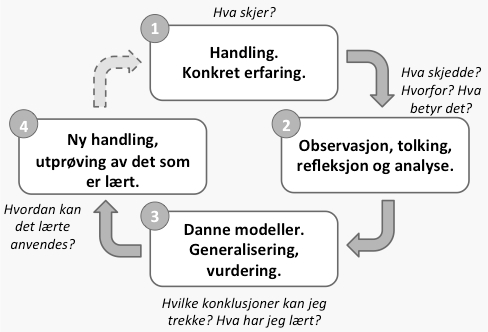 Hva skjer?
1
Handling.
Konkret erfaring.
Hva skjedde?
Hvorfor? Hva
betyr det?
2
Observasjon, tolking,
refleksjon og analyse.
3
Danne modeller.
Generalisering,
vurdering.
Hvilke konklusjoner kan jeg
trekke? Hva har jeg lært?
4
Ny handling,
utprøving av det som
er lært.
Hvordan kan
det lærte
anvendes?